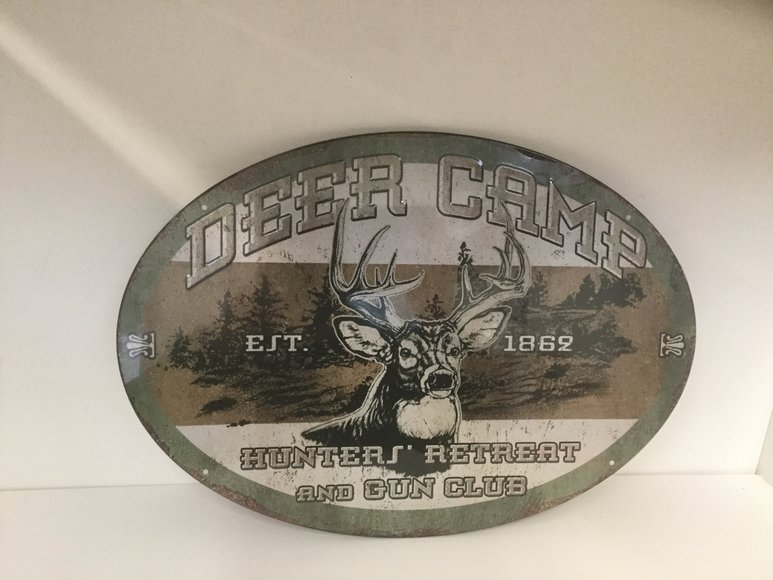 DEER CAMP
EST. 1862
HUNTERS' RETREAT
AND GUN CLUB